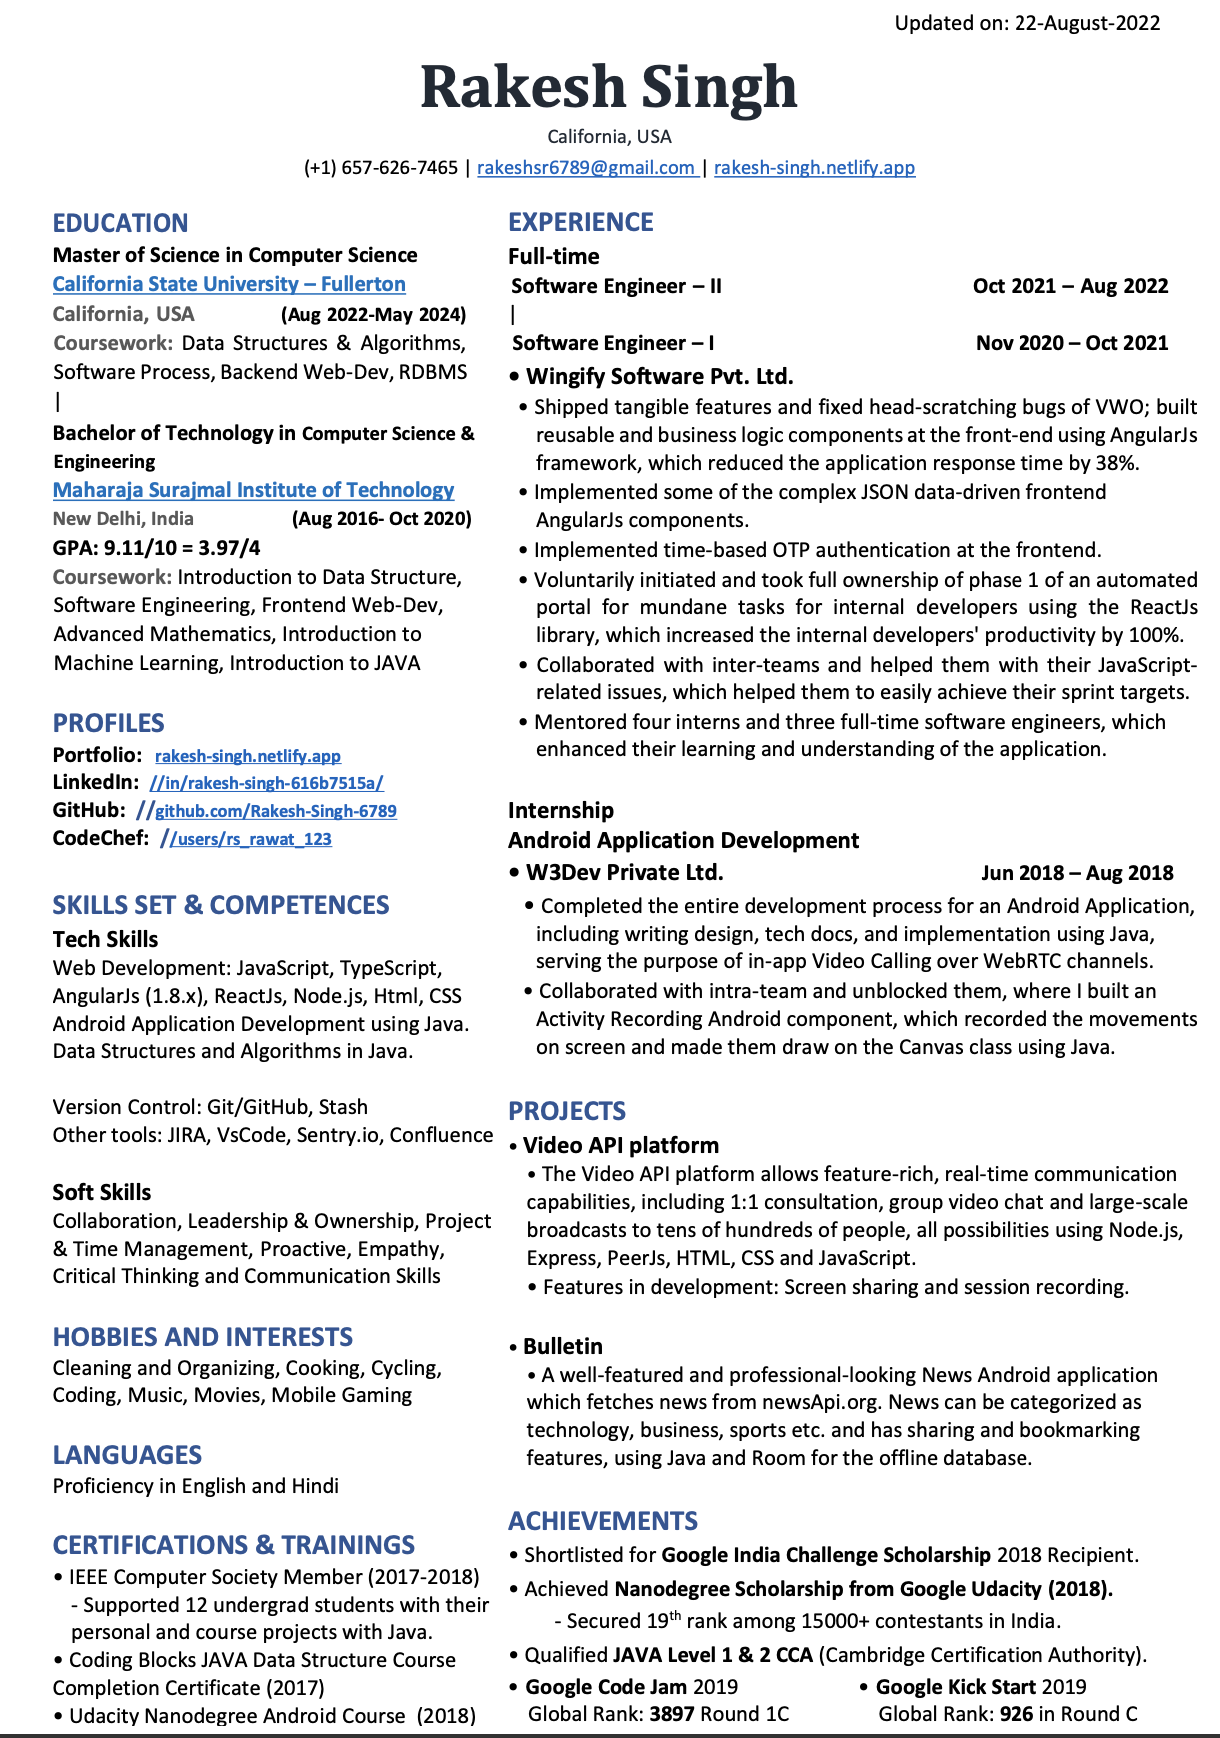 Updated on: 22-August-2022
Rakesh Singh
California, USA
(+1) 657-626-7465 | rakeshsr6789@gmail.com | rakesh-singh.netlify.app
EDUCATION
Master of Science in Computer Science
California State University – Fullerton
California, USA (Aug 2022-May 2024)
Coursework: Data Structures & Algorithms,
Software Process, Backend Web-Dev, RDBMS
|
Bachelor of Technology in Computer Science &
Engineering
Maharaja Surajmal Institute of Technology
New Delhi, India (Aug 2016- Oct 2020)
GPA: 9.11/10 = 3.97/4
Coursework: Introduction to Data Structure,
Software Engineering, Frontend Web-Dev,
Advanced Mathematics, Introduction to
Machine Learning, Introduction to JAVA
PROFILES
Portfolio: rakesh-singh.netlify.app
LinkedIn: //in/rakesh-singh-616b7515a/
GitHub: //github.com/Rakesh-Singh-6789
CodeChef: //users/rs_rawat_123
SKILLS SET & COMPETENCES
Tech Skills
Web Development: JavaScript, TypeScript,
AngularJs (1.8.x), ReactJs, Node.js, Html, CSS
Android Application Development using Java.
Data Structures and Algorithms in Java.
Version Control: Git/GitHub, Stash
Other tools: JIRA, VsCode, Sentry.io, Confluence
Soft Skills
Collaboration, Leadership & Ownership, Project
& Time Management, Proactive, Empathy,
Critical Thinking and Communication Skills
HOBBIES AND INTERESTS
Cleaning and Organizing, Cooking, Cycling,
Coding, Music, Movies, Mobile Gaming
LANGUAGES
Proficiency in English and Hindi
CERTIFICATIONS & TRAININGS
• IEEE Computer Society Member (2017-2018)
- Supported 12 undergrad students with their
personal and course projects with Java.
• Coding Blocks JAVA Data Structure Course
Completion Certificate (2017)
• Udacity Nanodegree Android Course (2018)
EXPERIENCE
Full-time
Software Engineer – II Oct 2021 – Aug 2022
|
Software Engineer – I Nov 2020 – Oct 2021
• Wingify Software Pvt. Ltd.
• Shipped tangible features and fixed head-scratching bugs of VWO; built
reusable and business logic components at the front-end using AngularJs
framework, which reduced the application response time by 38%.
• Implemented some of the complex JSON data-driven frontend
AngularJs components.
• Implemented time-based OTP authentication at the frontend.
• Voluntarily initiated and took full ownership of phase 1 of an automated
portal for mundane tasks for internal developers using the ReactJs
library, which increased the internal developers' productivity by 100%.
• Collaborated with inter-teams and helped them with their JavaScript-
related issues, which helped them to easily achieve their sprint targets.
• Mentored four interns and three full-time software engineers, which
enhanced their learning and understanding of the application.
Internship
Android Application Development
• W3Dev Private Ltd. Jun 2018 – Aug 2018
• Completed the entire development process for an Android Application,
including writing design, tech docs, and implementation using Java,
serving the purpose of in-app Video Calling over WebRTC channels.
• Collaborated with intra-team and unblocked them, where I built an
Activity Recording Android component, which recorded the movements
on screen and made them draw on the Canvas class using Java.
PROJECTS
• Video API platform
• The Video API platform allows feature-rich, real-time communication
capabilities, including 1:1 consultation, group video chat and large-scale
broadcasts to tens of hundreds of people, all possibilities using Node.js,
Express, PeerJs, HTML, CSS and JavaScript.
• Features in development: Screen sharing and session recording.
• Bulletin
• A well-featured and professional-looking News Android application
which fetches news from newsApi.org. News can be categorized as
technology, business, sports etc. and has sharing and bookmarking
features, using Java and Room for the offline database.
ACHIEVEMENTS
• Shortlisted for Google India Challenge Scholarship 2018 Recipient.
• Achieved Nanodegree Scholarship from Google Udacity (2018).
- Secured 19th rank among 15000+ contestants in India.
• Qualified JAVA Level 1 & 2 CCA (Cambridge Certification Authority).
• Google Code Jam 2019 • Google Kick Start 2019
Global Rank: 3897 Round 1C Global Rank: 926 in Round C